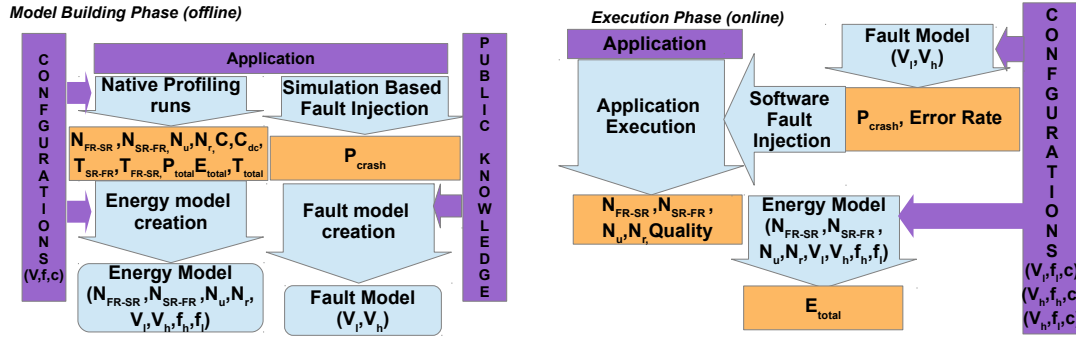 Model Building Phase (offline)
CONFGURATIONS
(V,f,c)
Application
Native Profiling
runs
Simulation Based
Fault Injection
N_FR-SR ,N_SR-FR, N_u,N_r,C,C_dc,
T_SR-FR,T_FR-SR, P_total E_total,T_total
P_crash
Energy model
creation
Fault model
creation
Energy Model
(N_FR-SR,N_SR-FR ,N_u,N_r,
V_l,V_h,f_h,f_l)
Fault Model
(V_l,V_h)
PUBLIC KNOWLEDGE
Execution Phase (online)
Application
Application
Execution
Software
Fault
Injection
Fault Model
(V_l,V_h)
P_crash, Error Rate
N_FR-SR,N_SR-FR ,
N_u,N_r,Quality
Energy Model
(N_FR-SR,N_SR-FR ,
N_u,N_r,V_l,V_h,f_h,f_l)
E_total
CONFIGURATIONS
(V_l,f_l,c)
(V_h,f_h,c)
(V_h,f_l,c)